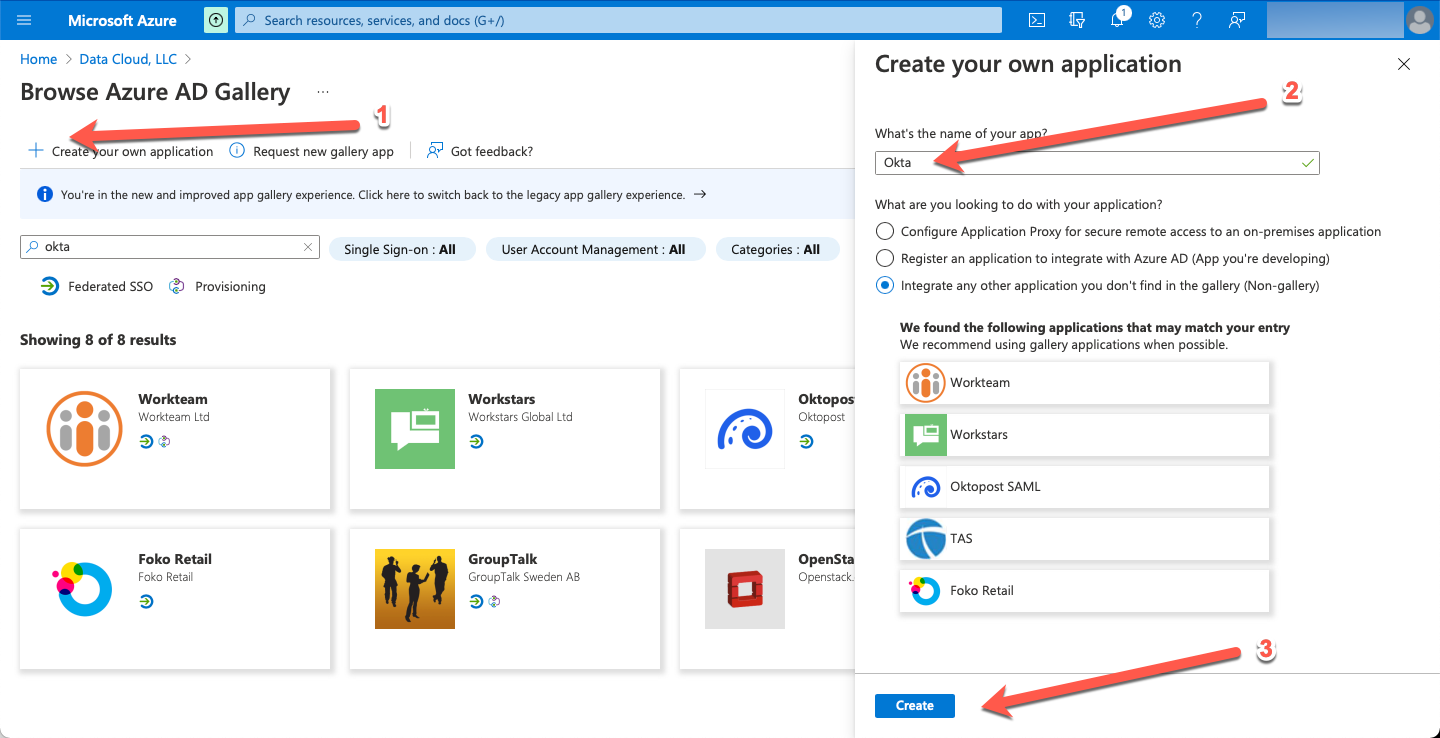 Microsoft Azure
Search resources, services, and docs (G+/)
1
Home > Data Cloud, LLC >
Browse Azure AD Gallery ...
1
+ Create your own application
Request new gallery app
Got feedback?
You're in the new and improved app gallery experience. Click here to switch back to the legacy app gallery experience. →
okta
Single Sign-on : All
User Account Management : All
Categories : All
Federated SSO
Provisioning
Showing 8 of 8 results
Workteam
Workteam Ltd
Workstars
Workstars Global Ltd
Oktopost
Oktopost
Foko Retail
Foko Retail
GroupTalk
GroupTalk Sweden AB
OpenSta
Openstack.
Create your own application
2
What's the name of your app?
Okta
What are you looking to do with your application?
Configure Application Proxy for secure remote access to an on-premises application
Register an application to integrate with Azure AD (App you're developing)
Integrate any other application you don't find in the gallery (Non-gallery)
We found the following applications that may match your entry
We recommend using gallery applications when possible.
Workteam
Workstars
Oktopost SAML
TAS
Foko Retail
3
Create